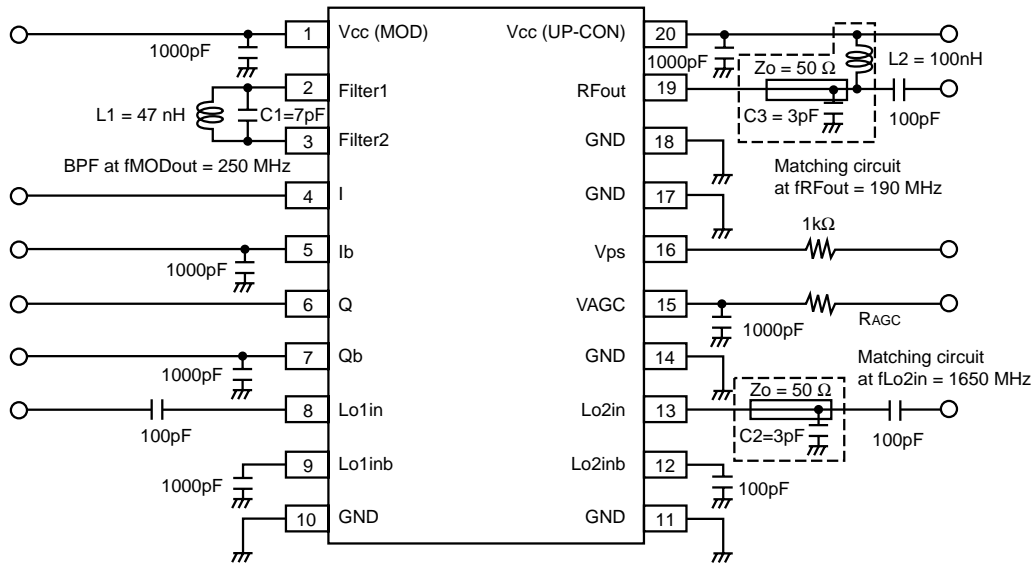 1000pF
1
Vcc (MOD)
L1 = 47 nH
C1=7pF
2
Filter1
3
Filter2
BPF at fMODout = 250 MHz
4
I
1000pF
5
Ib
6
Q
1000pF
7
Qb
100pF
8
Lo1in
1000pF
9
Lo1inb
10
GND
Vcc (UP-CON)
20
1000pF
Zo = 50 Ω
L2 = 100nH
RFout
19
C3 = 3pF
100pF
GND
18
Matching circuit
at fRFout = 190 MHz
GND
17
1kΩ
Vps
16
VAGC
15
1000pF
RAGC
GND
14
Matching circuit
at fLo2in = 1650 MHz
Zo = 50 Ω
Lo2in
13
C2=3pF
100pF
Lo2inb
12
100pF
GND
11